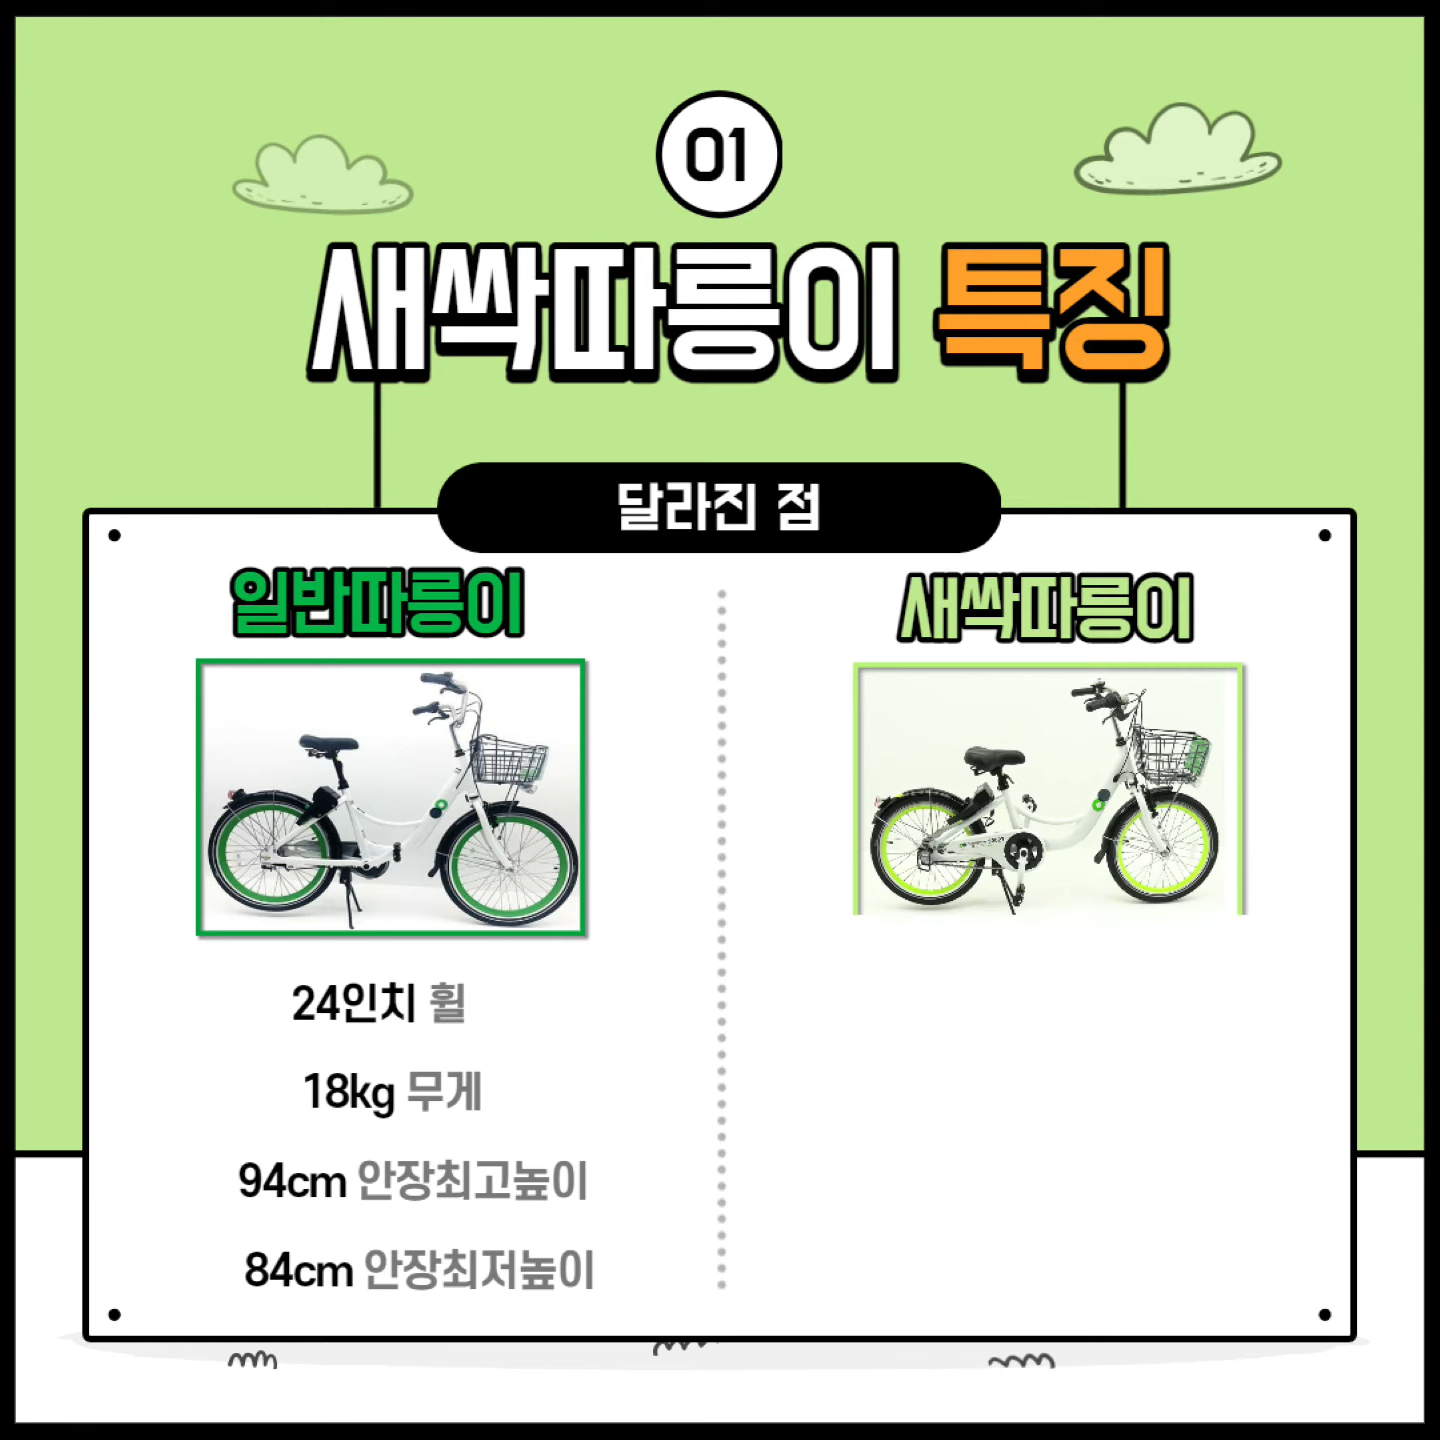 01
새싹따릉이 특징
달라진 점
일반따릉이
24인치 휠
18kg 무게
94cm 안장최고높이
84cm 안장최저높이
새싹따릉이